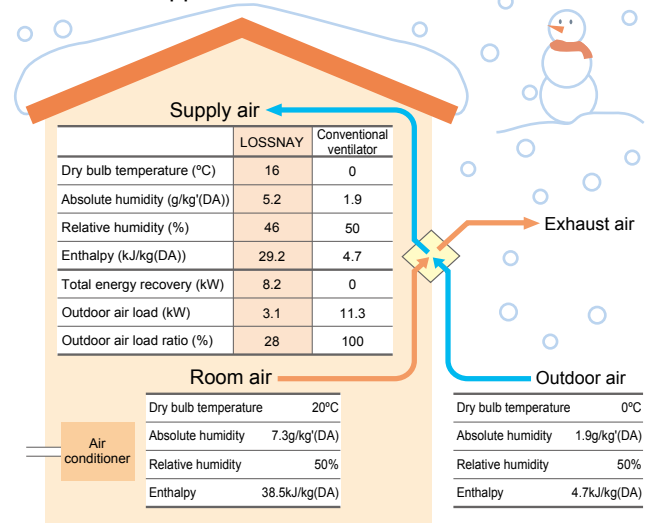 Supply air
LOSSNAY Conventional ventilator
Dry bulb temperature (ºC) 16 0
Absolute humidity (g/kg'(DA)) 5.2 1.9
Relative humidity (%) 46 50
Enthalpy (kJ/kg(DA)) 29.2 4.7
Total energy recovery (kW) 8.2 0
Outdoor air load (kW) 3.1 11.3
Outdoor air load ratio (%) 28 100
Exhaust air
Room air
Dry bulb temperature 20ºC
Absolute humidity 7.3g/kg'(DA)
Relative humidity 50%
Enthalpy 38.5kJ/kg(DA)
Outdoor air
Dry bulb temperature 0ºC
Absolute humidity 1.9g/kg'(DA)
Relative humidity 50%
Enthalpy 4.7kJ/kg(DA)
Air
conditioner